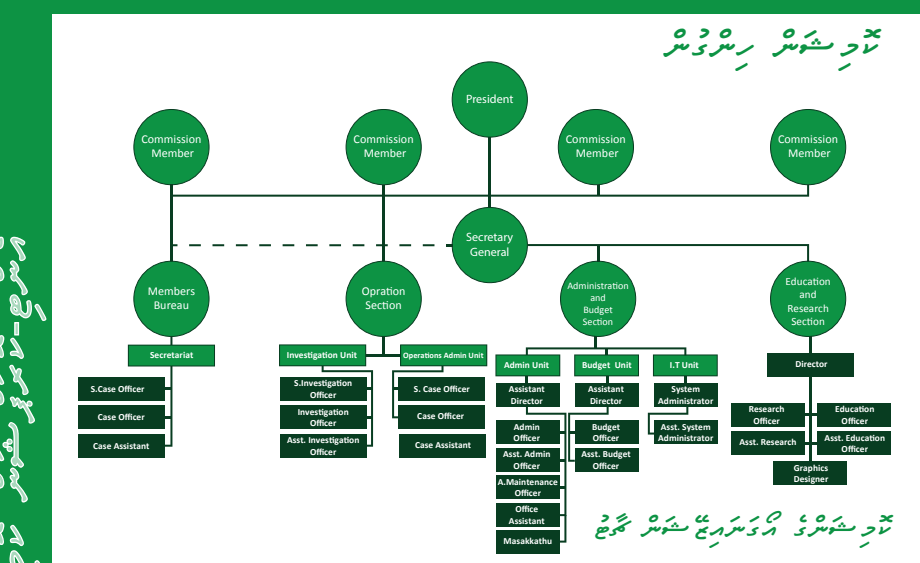 ކޮމިޝަން ހިންގުން
President
Commission
Member
Commission
Member
Commission
Member
Commission
Member
Secretary
General
Members
Bureau
Opration
Section
Administration
and
Budget
Section
Education
and
Research
Section
Secretariat
S.Case Officer
Case Officer
Case Assistant
Investigation Unit
S.Investigation
Officer
Investigation
Officer
Asst. Investigation
Officer
Operations Admin Unit
S. Case Officer
Case Officer
Case Assistant
Admin Unit
Assistant
Director
Admin
Officer
Asst. Admin
Officer
A.Maintenance
Officer
Office
Assistant
Masakkathu
Budget Unit
Assistant
Director
Budget
Officer
Asst. Budget
Officer
I.T Unit
System
Administrator
Asst. System
Administrator
Director
Research
Officer
Education
Officer
Asst. Research
Asst. Education
Officer
Graphics
Designer
ކޮމިޝަންގެ އޯގަނައިޒޭޝަން ޗާޓު